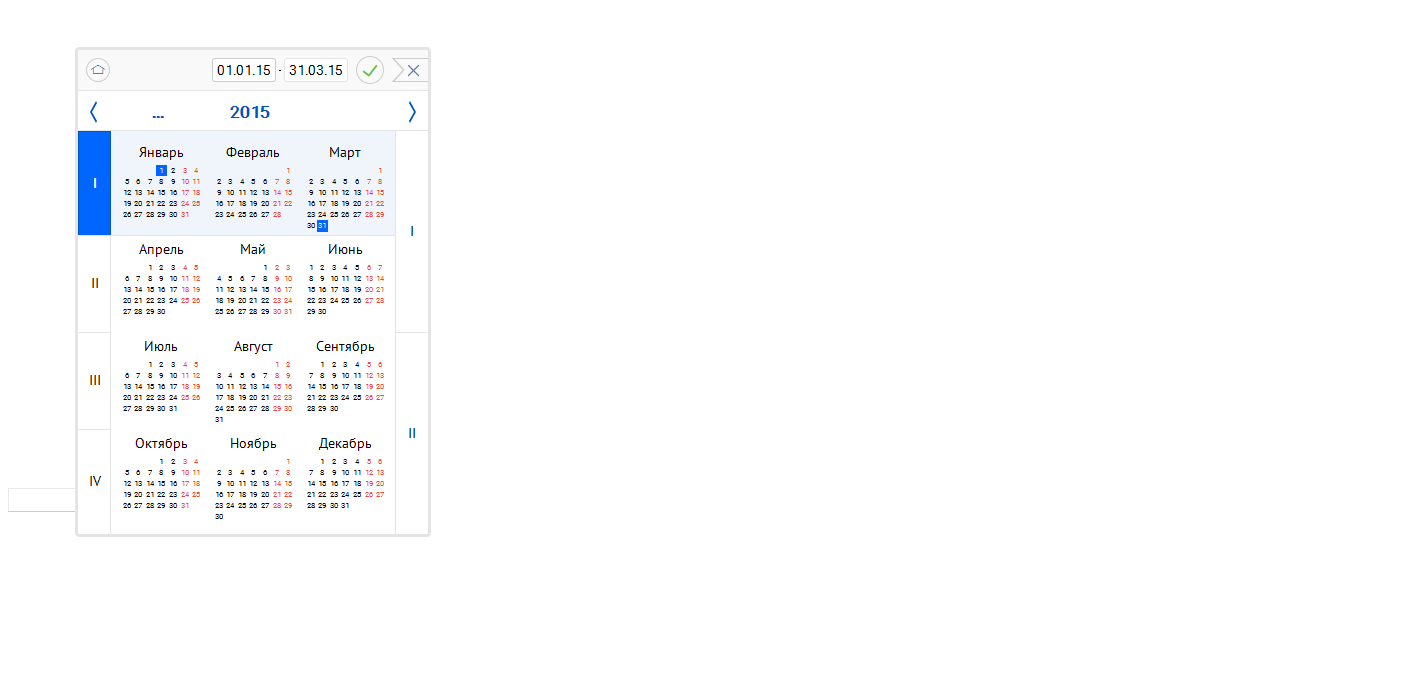 01.01.15 - 31.03.15
... 2015
I
Январь Февраль Март
1 2 3 4 1 1
5 6 7 8 9 10 11 2 3 4 5 6 7 8 2 3 4 5 6 7 8
12 13 14 15 16 17 18 9 10 11 12 13 14 15 9 10 11 12 13 14 15
19 20 21 22 23 24 25 16 17 18 19 20 21 22 16 17 18 19 20 21 22
26 27 28 29 30 31 23 24 25 26 27 28 23 24 25 26 27 28 29
30 31
I
II
Апрель Май Июнь
1 2 3 4 5 1 2 3 1 2 3 4 5 6 7
6 7 8 9 10 11 12 4 5 6 7 8 9 10 8 9 10 11 12 13 14
13 14 15 16 17 18 19 11 12 13 14 15 16 17 15 16 17 18 19 20 21
20 21 22 23 24 25 26 18 19 20 21 22 23 24 22 23 24 25 26 27 28
27 28 29 30 25 26 27 28 29 30 31 29 30
III
Июль Август Сентябрь
1 2 3 4 5 1 2 1 2 3 4 5 6
6 7 8 9 10 11 12 3 4 5 6 7 8 9 7 8 9 10 11 12 13
13 14 15 16 17 18 19 10 11 12 13 14 15 16 14 15 16 17 18 19 20
20 21 22 23 24 25 26 17 18 19 20 21 22 23 21 22 23 24 25 26 27
27 28 29 30 31 24 25 26 27 28 29 30 28 29 30
31
II
IV
Октябрь Ноябрь Декабрь
1 2 3 4 1 1 2 3 4 5 6
5 6 7 8 9 10 11 2 3 4 5 6 7 8 7 8 9 10 11 12 13
12 13 14 15 16 17 18 9 10 11 12 13 14 15 14 15 16 17 18 19 20
19 20 21 22 23 24 25 16 17 18 19 20 21 22 21 22 23 24 25 26 27
26 27 28 29 30 31 23 24 25 26 27 28 29 28 29 30 31
30